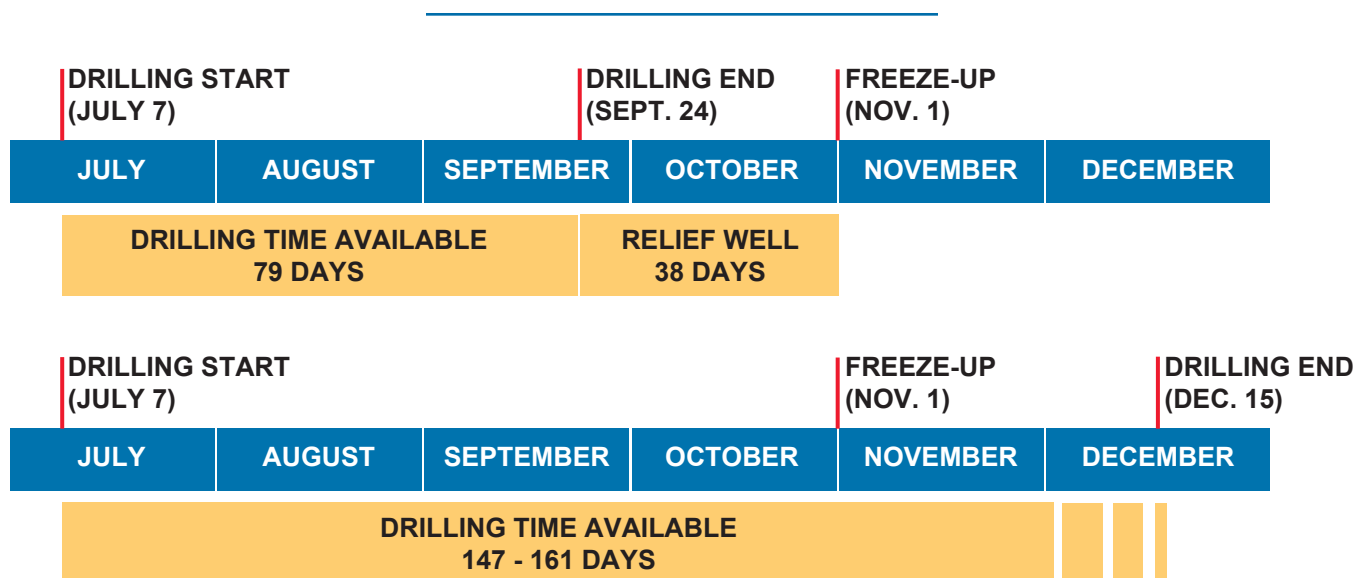 DRILLING START
(JULY 7)
DRILLING END
(SEPT. 24)
FREEZE-UP
(NOV. 1)
JULY AUGUST SEPTEMBER OCTOBER NOVEMBER DECEMBER
DRILLING TIME AVAILABLE
79 DAYS
RELIEF WELL
38 DAYS
DRILLING START
(JULY 7)
FREEZE-UP
(NOV. 1)
DRILLING END
(DEC. 15)
JULY AUGUST SEPTEMBER OCTOBER NOVEMBER DECEMBER
DRILLING TIME AVAILABLE
147 - 161 DAYS